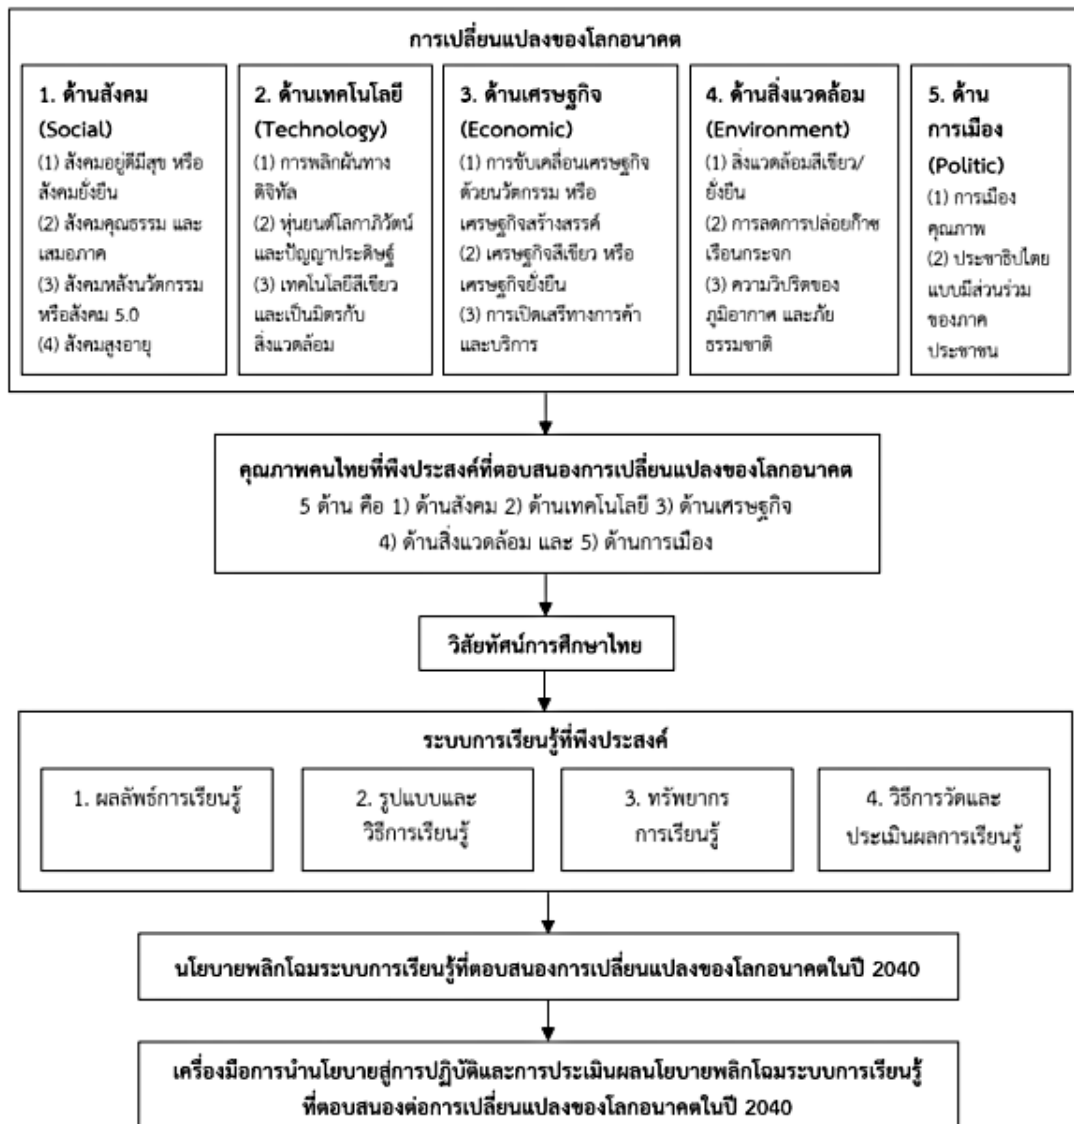 การเปลี่ยนแปลงของโลกอนาคต
1. ด้านสังคม
(Social)
(1) สังคมอยู่ดีมีสุข หรือ
สังคมยั่งยืน
(2) สังคมคุณธรรม และ
เสมอภาค
(3) สังคมหลังนวัตกรรม
หรือสังคม 5.0
(4) สังคมสูงอายุ
2. ด้านเทคโนโลยี
(Technology)
(1) การพลิกผันทาง
ดิจิทัล
(2) หุ่นยนต์โลกาภิวัตน์
และปัญญาประดิษฐ์
(3) เทคโนโลยีสีเขียว
และเป็นมิตรกับ
สิ่งแวดล้อม
3. ด้านเศรษฐกิจ
(Economic)
(1) การขับเคลื่อนเศรษฐกิจ
ด้วยนวัตกรรม หรือ
เศรษฐกิจสร้างสรรค์
(2) เศรษฐกิจสีเขียว หรือ
เศรษฐกิจยั่งยืน
(3) การเปิดเสรีทางการค้า
และบริการ
4. ด้านสิ่งแวดล้อม
(Environment)
(1) สิ่งแวดล้อมสีเขียว/
ยั่งยืน
(2) การลดการปล่อยก๊าซ
เรือนกระจก
(3) ความวิปริตของ
ภูมิอากาศ และภัย
ธรรมชาติ
5. ด้าน
การเมือง
(Politic)
(1) การเมือง
คุณภาพ
(2) ประชาธิปไตย
แบบมีส่วนร่วม
ของภาค
ประชาชน
คุณภาพคนไทยที่พึงประสงค์ที่ตอบสนองการเปลี่ยนแปลงของโลกอนาคต
5 ด้าน คือ 1) ด้านสังคม 2) ด้านเทคโนโลยี 3) ด้านเศรษฐกิจ
4) ด้านสิ่งแวดล้อม และ 5) ด้านการเมือง
วิสัยทัศน์การศึกษาไทย
ระบบการเรียนรู้ที่พึงประสงค์
1. ผลลัพธ์การเรียนรู้
2. รูปแบบและ
วิธีการเรียนรู้
3. ทรัพยากร
การเรียนรู้
4. วิธีการวัดและ
ประเมินผลการเรียนรู้
นโยบายพลิกโฉมระบบการเรียนรู้ที่ตอบสนองการเปลี่ยนแปลงของโลกอนาคตในปี 2040
เครื่องมือการนำนโยบายสู่การปฏิบัติและการประเมินผลนโยบายพลิกโฉมระบบการเรียนรู้
ที่ตอบสนองต่อการเปลี่ยนแปลงของโลกอนาคตในปี 2040